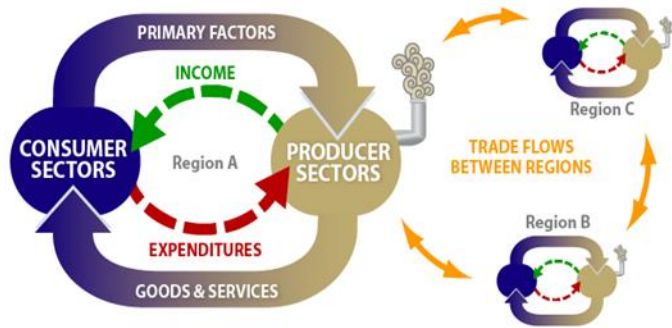 PRIMARY FACTORS
INCOME
CONSUMER
SECTORS
Region A
PRODUCER
SECTORS
EXPENDITURES
GOODS & SERVICES
Region C
TRADE FLOWS
BETWEEN REGIONS
Region B